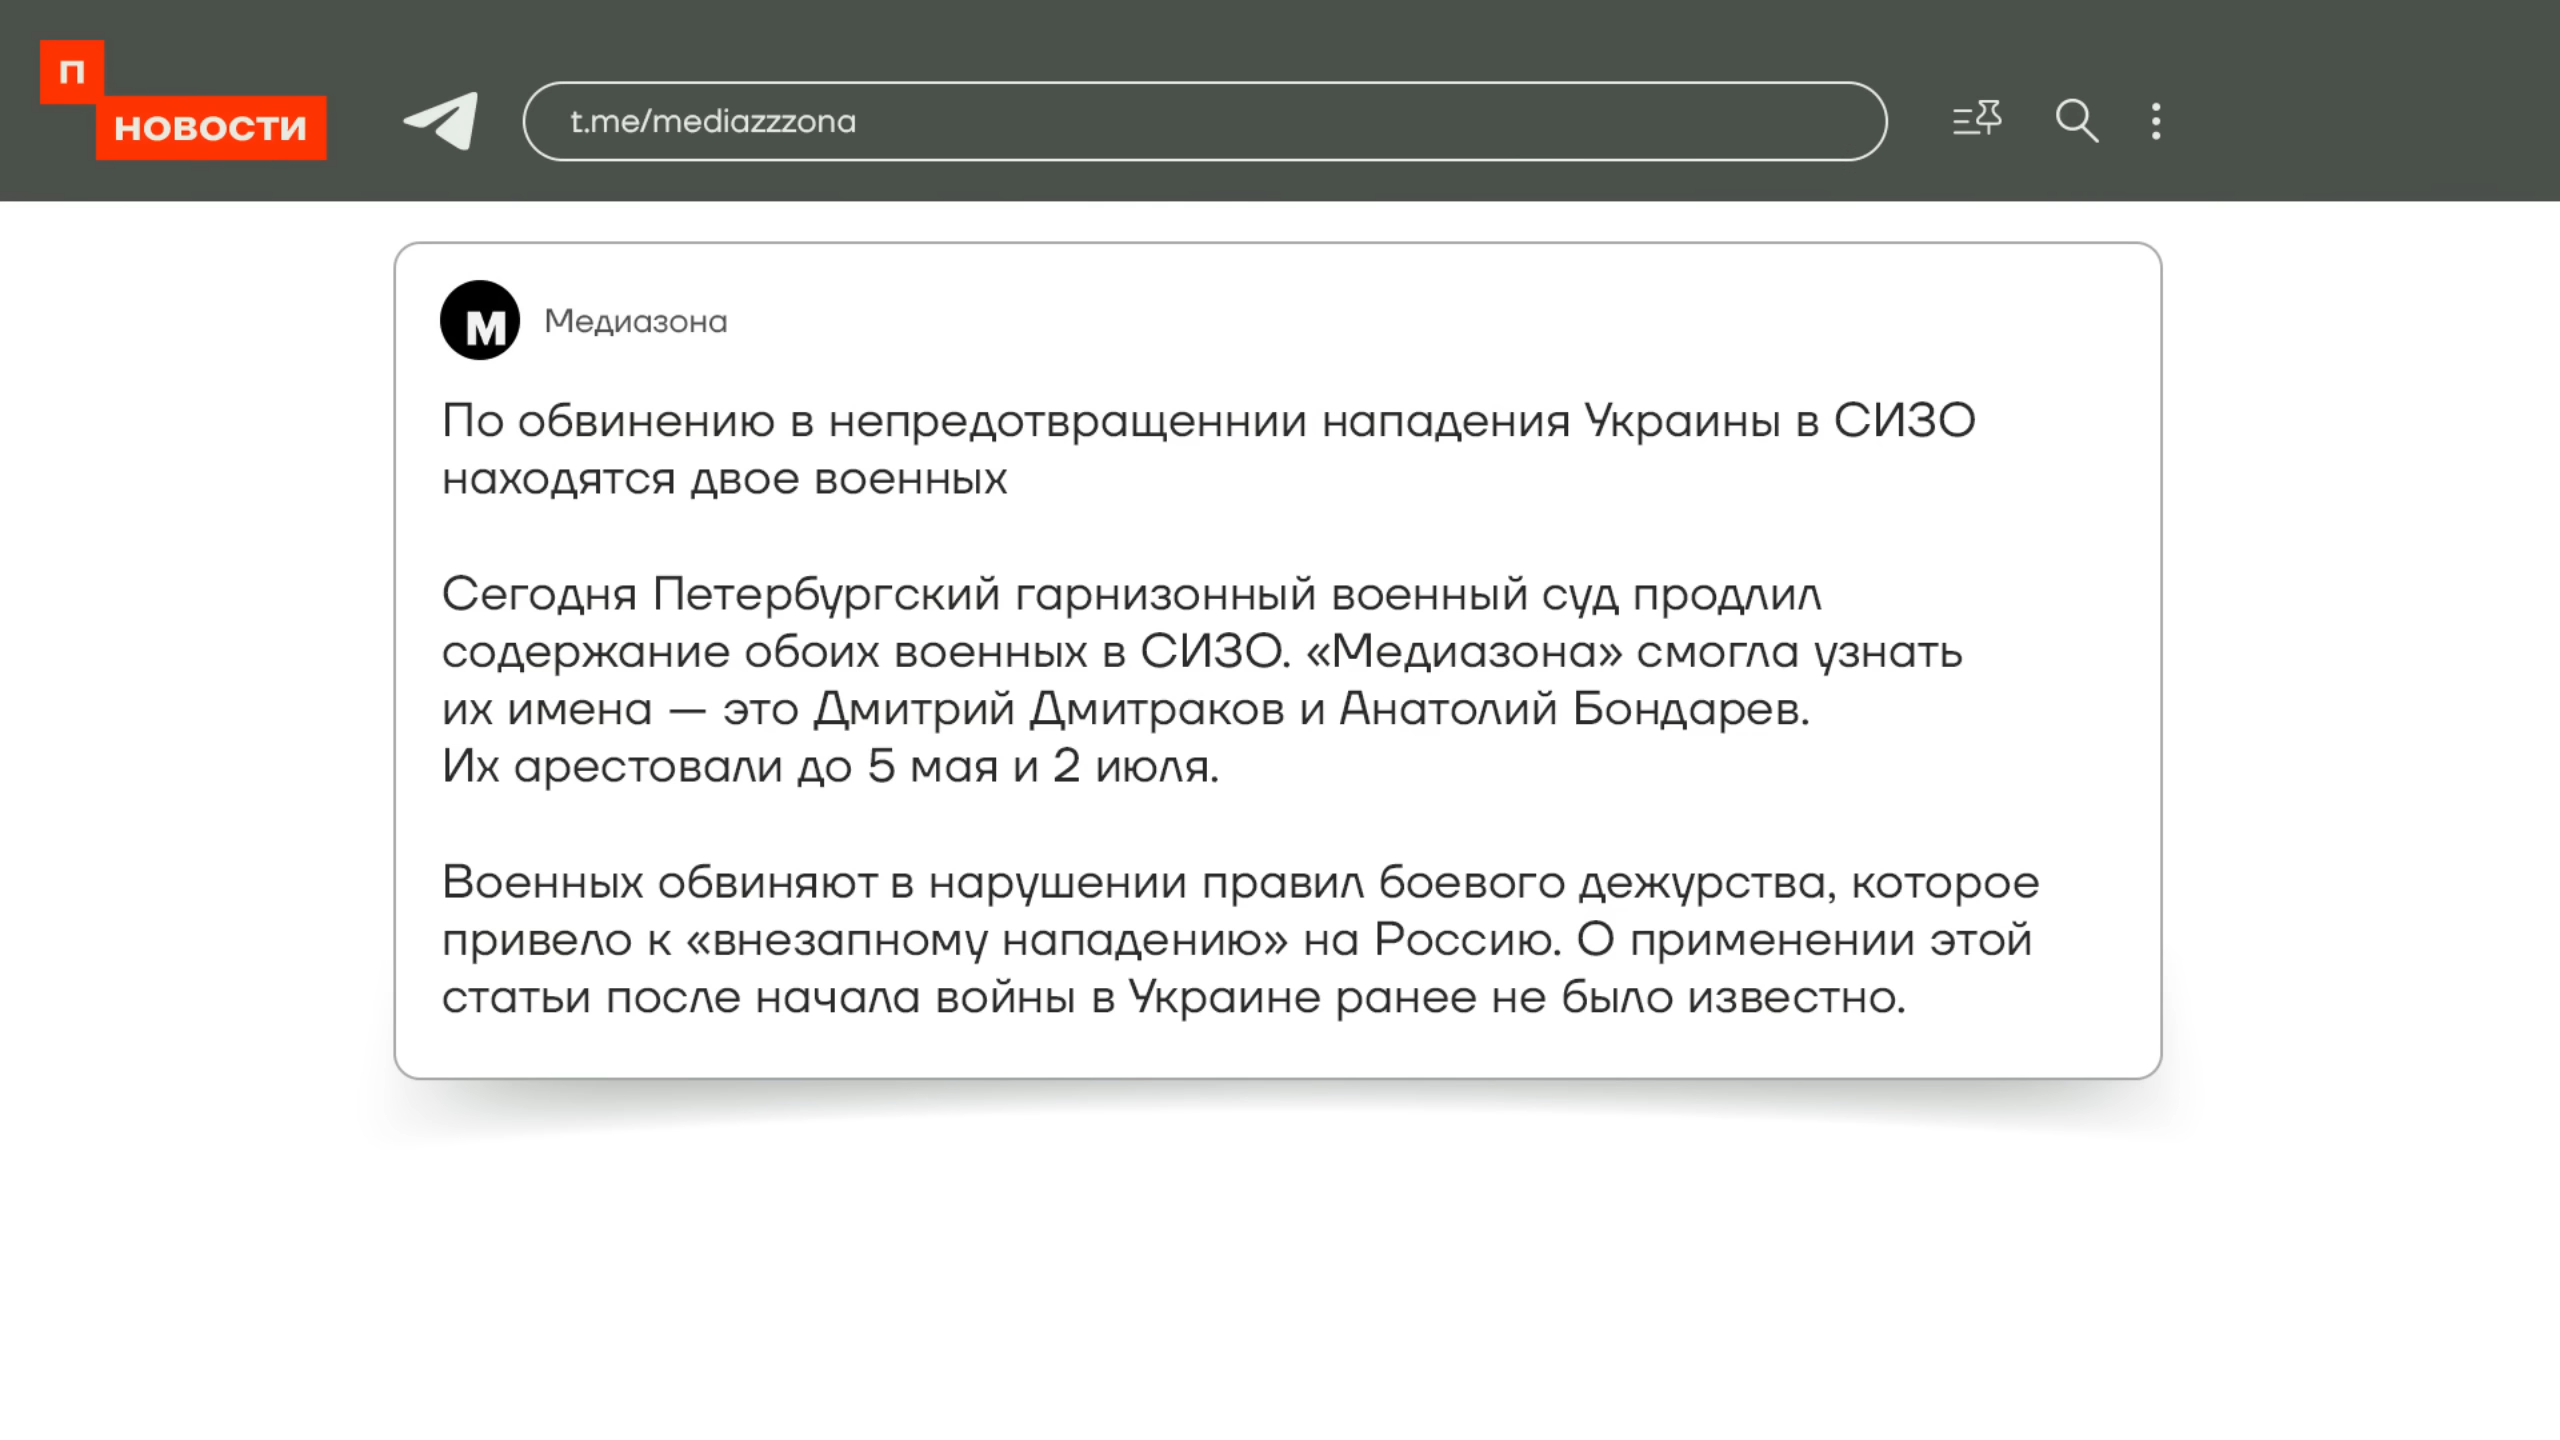 П
НОВОСТИ
t.me/mediazzzona
М
Медиазона
По обвинению в непредотвращеннии нападения Украины в СИЗО
находятся двое военных
Сегодня Петербургский гарнизонный военный суд продлил
содержание обоих военных в СИЗО. «Медиазона» смогла узнать
их имена — это Дмитрий Дмитраков и Анатолий Бондарев.
Их арестовали до 5 мая и 2 июля.
Военных обвиняют в нарушении правил боевого дежурства, которое
привело к «внезапному нападению» на Россию. О применении этой
статьи после начала войны в Украине ранее не было известно.